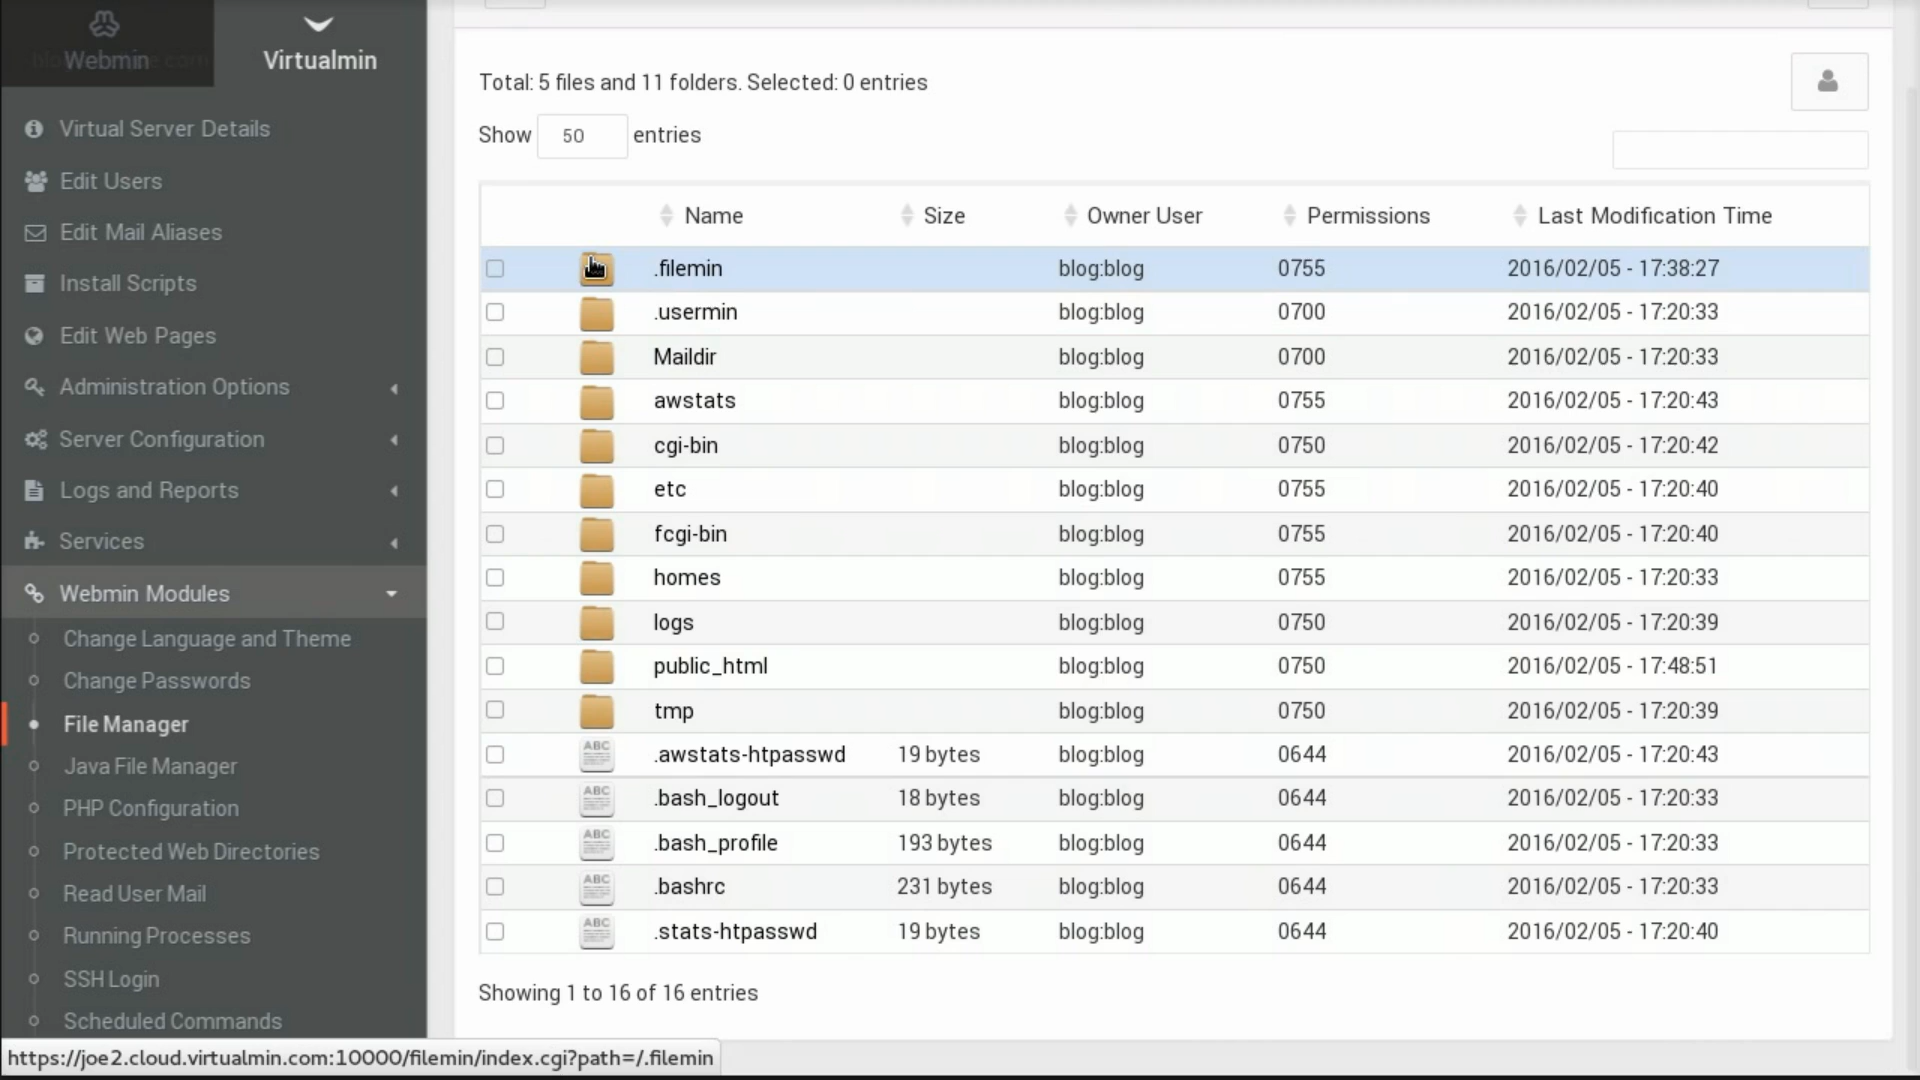 Webmin
Virtualmin
Virtual Server Details
Edit Users
Edit Mail Aliases
Install Scripts
Edit Web Pages
Administration Options
Server Configuration
Logs and Reports
Services
Webmin Modules
Change Language and Theme
Change Passwords
File Manager
Java File Manager
PHP Configuration
Protected Web Directories
Read User Mail
Running Processes
SSH Login
Scheduled Commands
Total: 5 files and 11 folders. Selected: 0 entries
Show 50 entries
Name Size Owner User Permissions Last Modification Time
.filemin blog:blog 0755 2016/02/05 - 17:38:27
.usermin blog:blog 0700 2016/02/05 - 17:20:33
Maildir blog:blog 0700 2016/02/05 - 17:20:33
awstats blog:blog 0755 2016/02/05 - 17:20:43
cgi-bin blog:blog 0750 2016/02/05 - 17:20:42
etc blog:blog 0755 2016/02/05 - 17:20:40
fcgi-bin blog:blog 0755 2016/02/05 - 17:20:40
homes blog:blog 0755 2016/02/05 - 17:20:33
logs blog:blog 0750 2016/02/05 - 17:20:39
public_html blog:blog 0750 2016/02/05 - 17:48:51
tmp blog:blog 0750 2016/02/05 - 17:20:39
ABC .awstats-htpasswd 19 bytes blog:blog 0644 2016/02/05 - 17:20:43
ABC .bash_logout 18 bytes blog:blog 0644 2016/02/05 - 17:20:33
ABC .bash_profile 193 bytes blog:blog 0644 2016/02/05 - 17:20:33
ABC .bashrc 231 bytes blog:blog 0644 2016/02/05 - 17:20:33
ABC .stats-htpasswd 19 bytes blog:blog 0644 2016/02/05 - 17:20:40
Showing 1 to 16 of 16 entries
https://joe2.cloud.virtualmin.com:10000/filemin/index.cgi?path=/.filemin